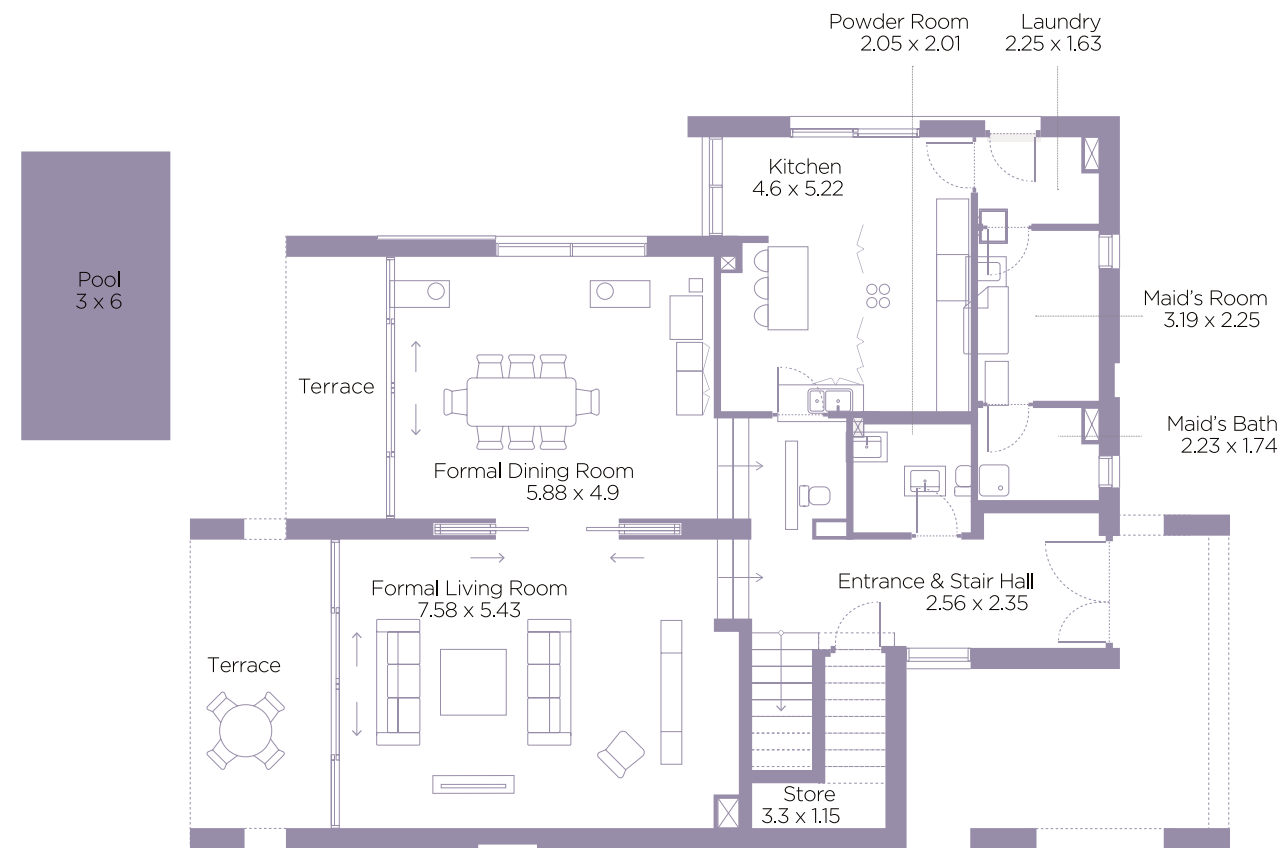 Powder Room
2.05 x 2.01
Laundry
2.25 x 1.63
Kitchen
4.6 x 5.22
Pool
3 x 6
Maid's Room
3.19 x 2.25
Terrace
Maid's Bath
2.23 x 1.74
Formal Dining Room
5.88 x 4.9
Formal Living Room
7.58 x 5.43
Entrance & Stair Hall
2.56 x 2.35
Terrace
Store
3.3 x 1.15